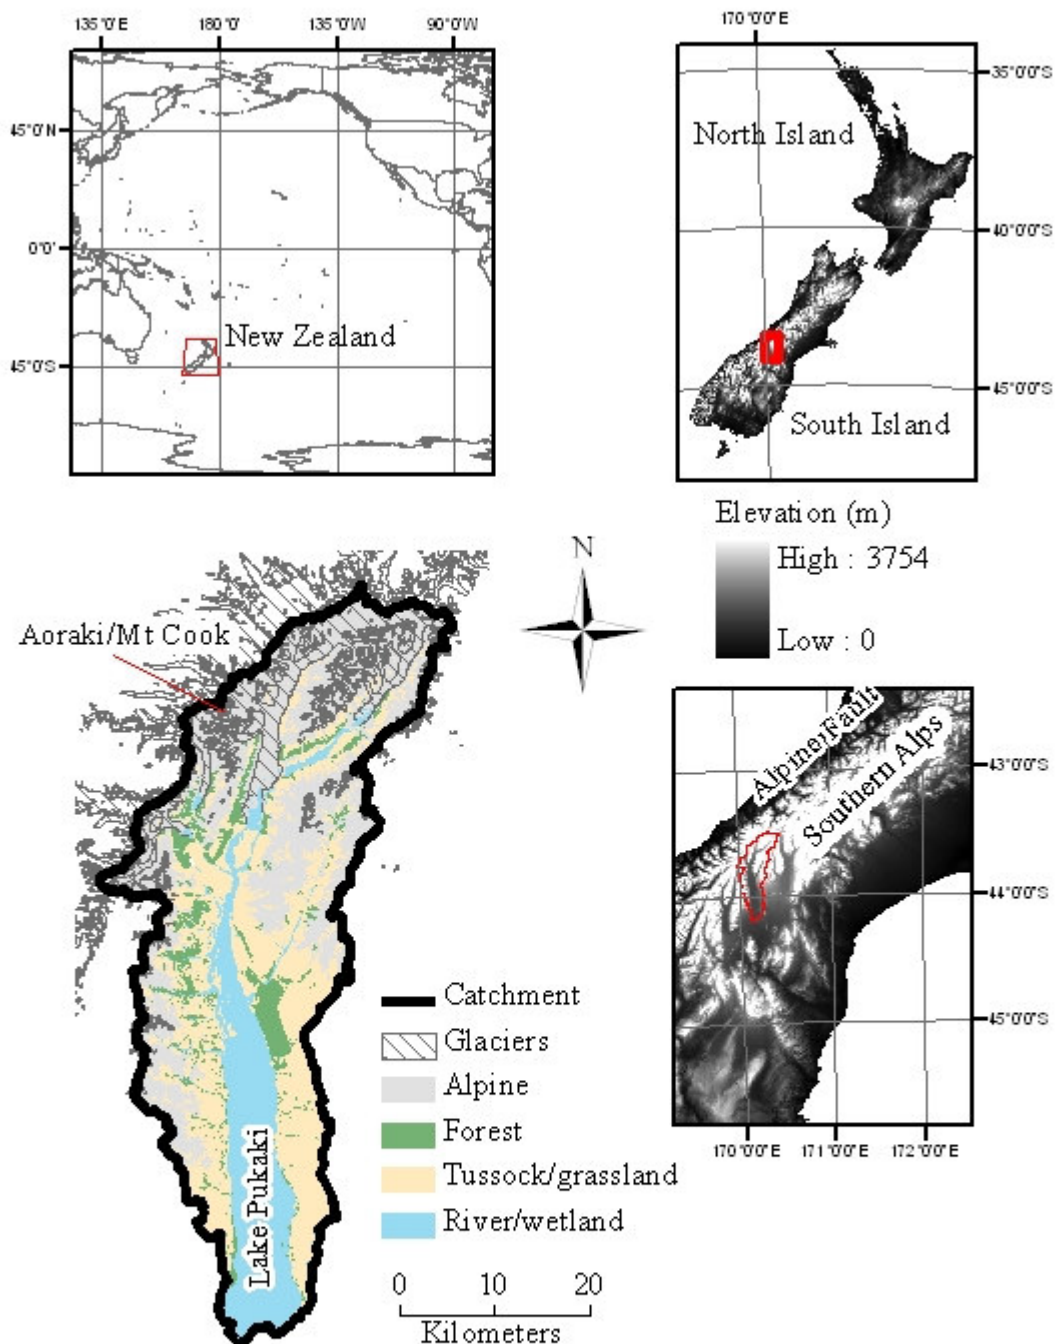 135°0'E 180°0' 135°0'W 90°0'W
45°0'N
0°0'
45°0'S
New Zealand
170°0'E
35°0'0"S
40°0'0"S
45°0'0"S
North Island
South Island
Elevation (m)
High : 3754
Low : 0
N
Aoraki/Mt Cook
Lake Pukaki
Catchment
Glaciers
Alpine
Forest
Tussock/grassland
River/wetland
0 10 20
Kilometers
Alpine Fault
Southern Alps
43°0'0"S
44°0'0"S
45°0'0"S
170°0'0"E 171°0'0"E 172°0'0"E